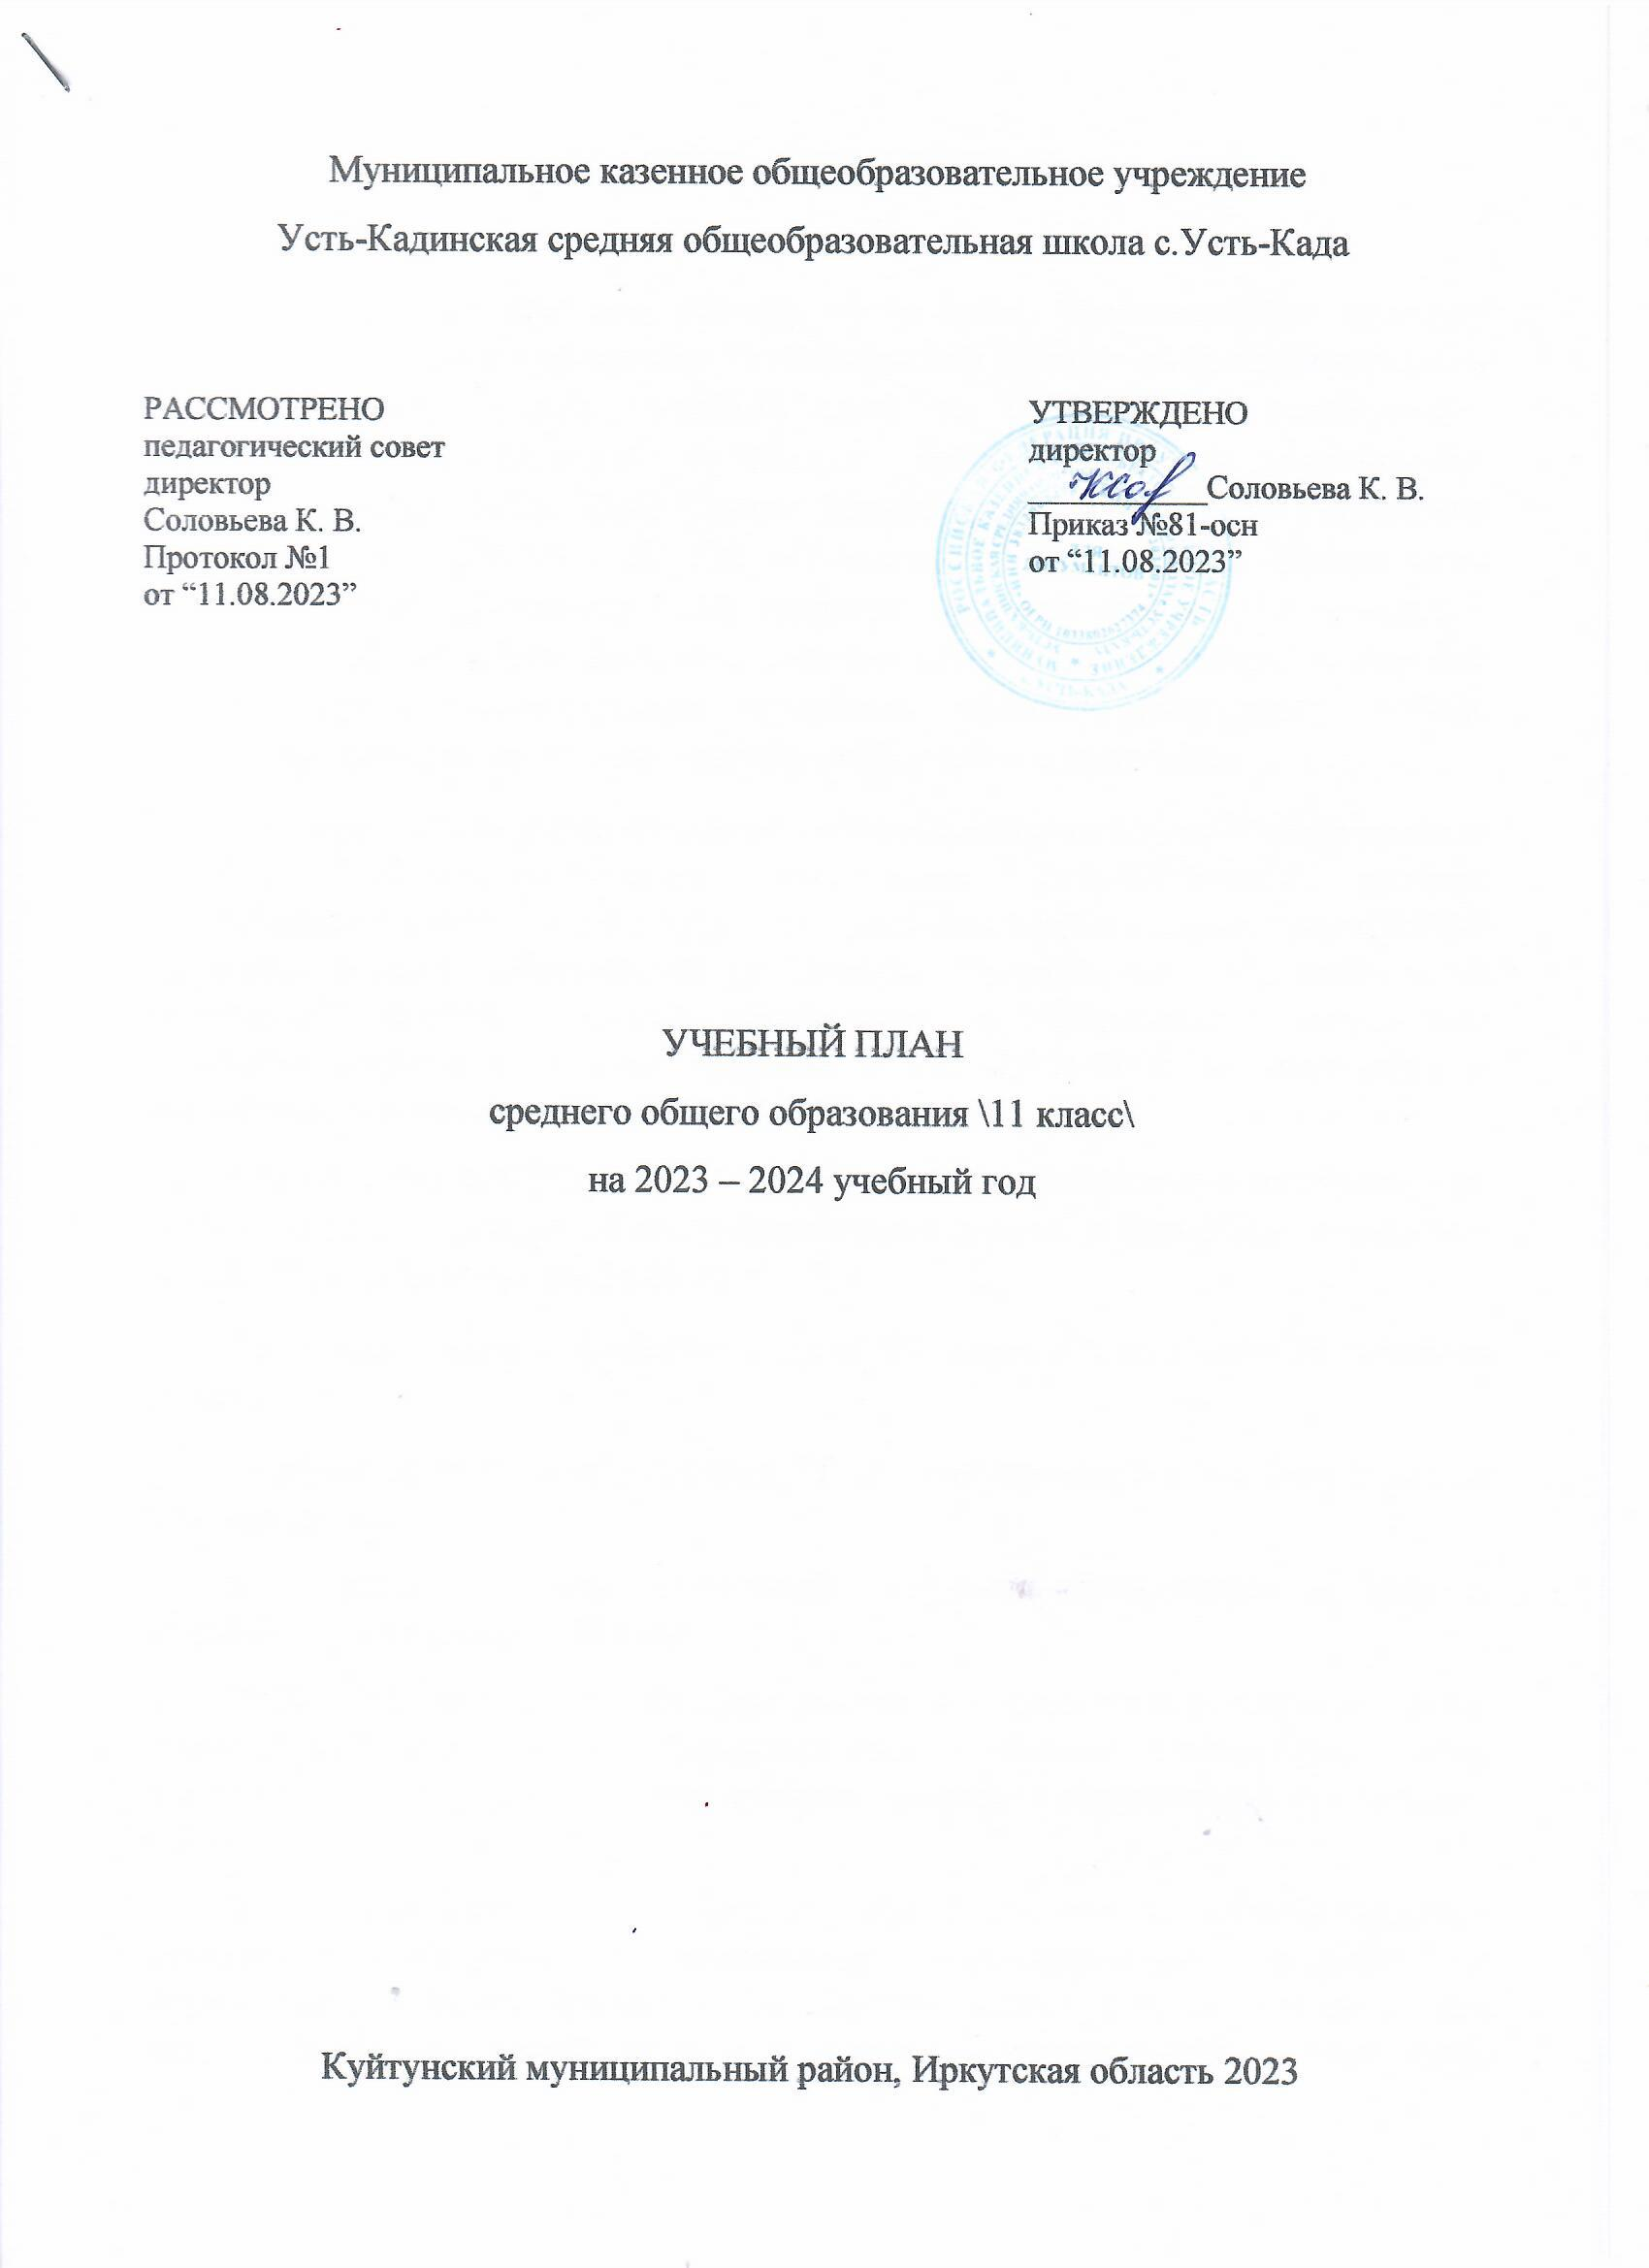 Муниципальное казенное общеобразовательное учреждение
Усть-Кадинская средняя общеобразовательная школа с.Усть-Када
РАССМОТРЕНО
педагогический совет
директор
Соловьева К. В.
Протокол №1
от “11.08.2023”
УТВЕРЖДЕНО
директор
___________Соловьева К. В.
Приказ №81-осн
от “11.08.2023”
УЧЕБНЫЙ ПЛАН
среднего общего образования \11 класс\
на 2023 – 2024 учебный год
Куйтунский муниципальный район, Иркутская область 2023